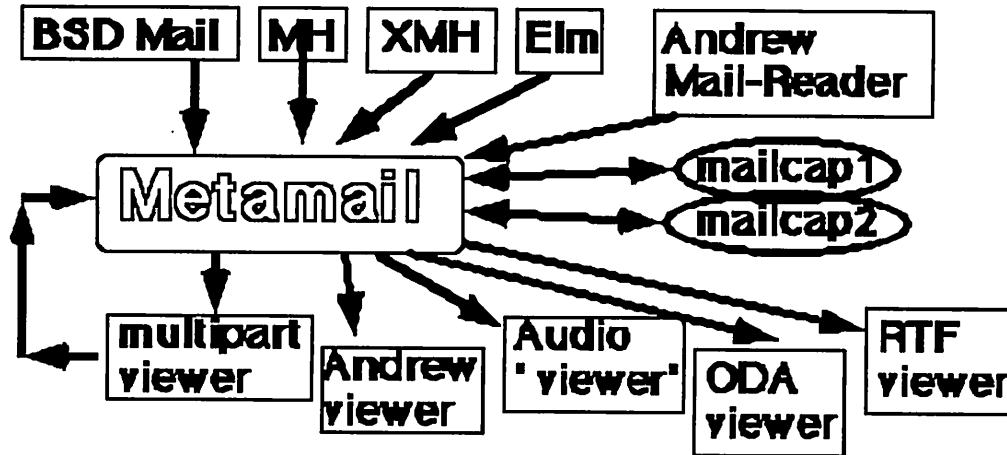 BSD Mail
MH
XMH
Elm
Andrew
Mail-Reader
Metamail
mailcap1
mailcap2
multipart
viewer
Andrew
viewer
Audio
"viewer"
ODA
viewer
RTF
viewer